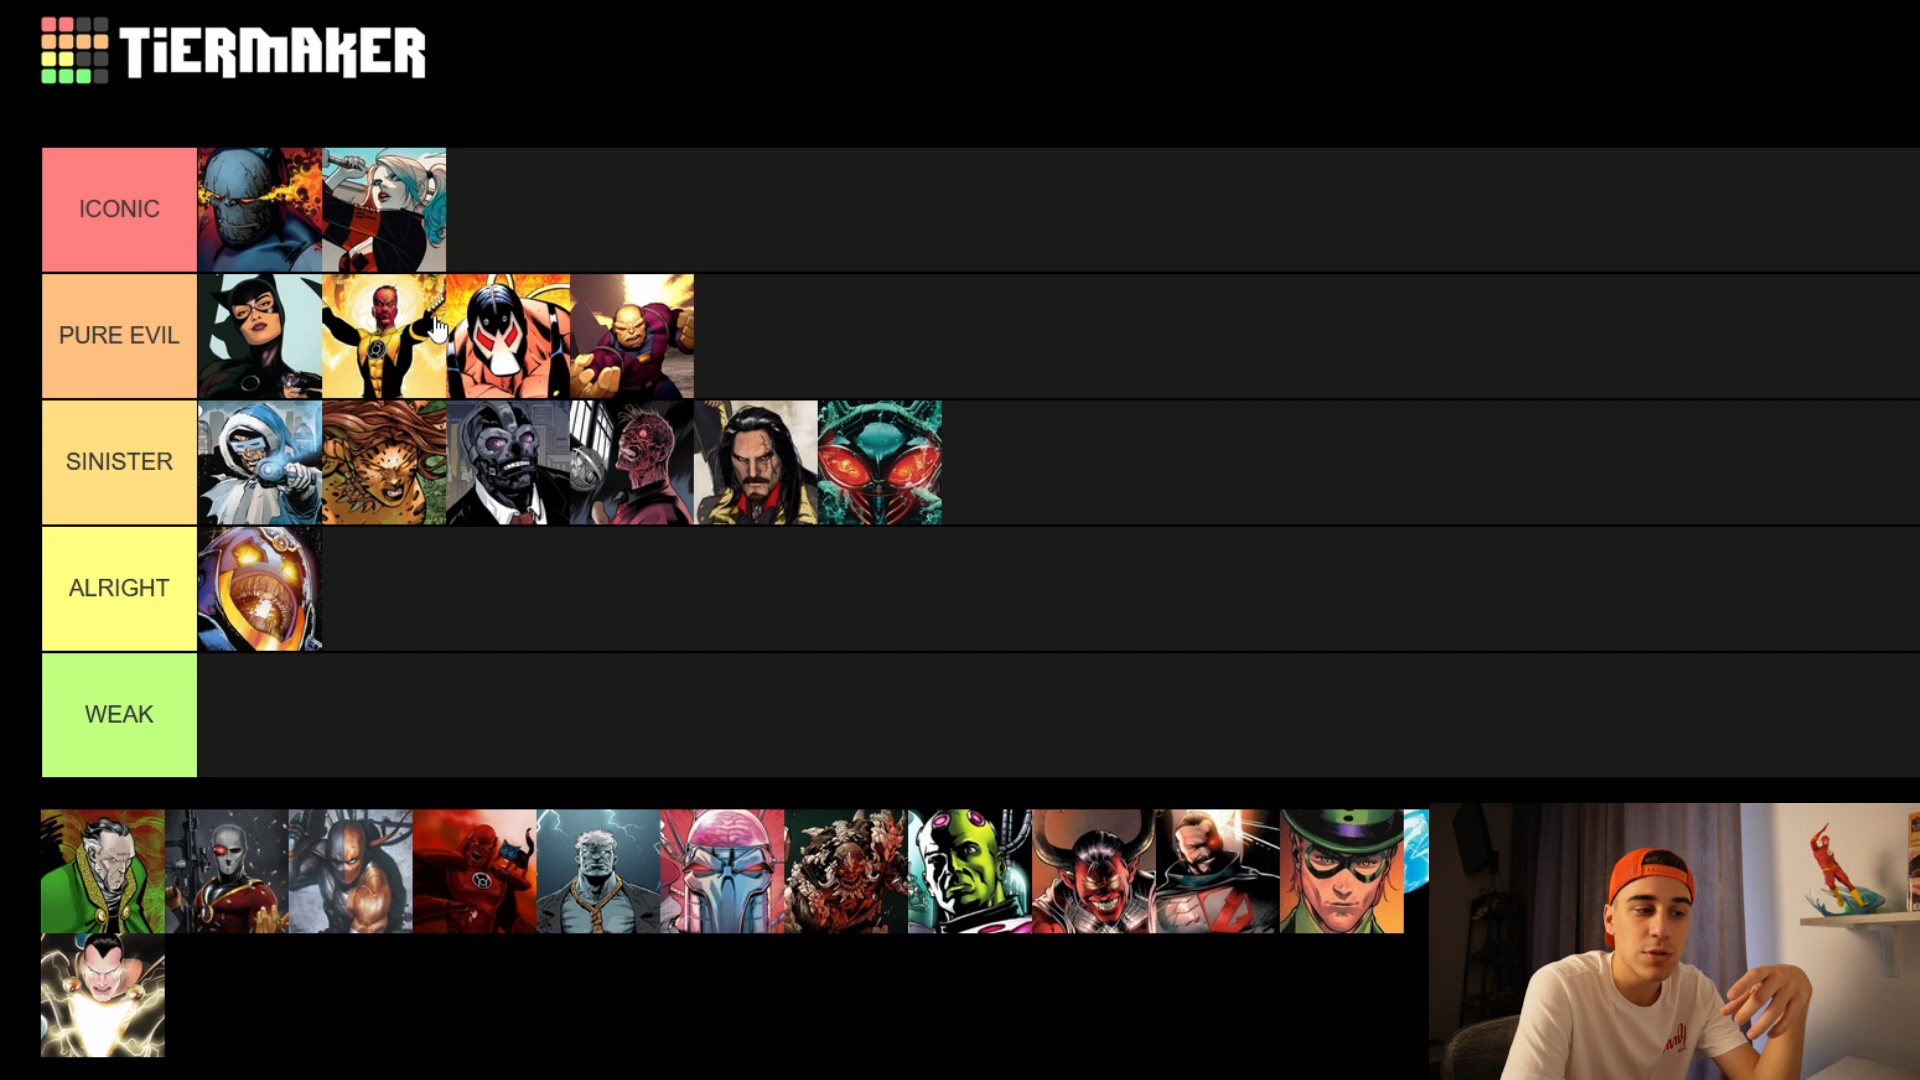 TiERMAKER
ICONIC
PURE EVIL
SINISTER
ALRIGHT
WEAK